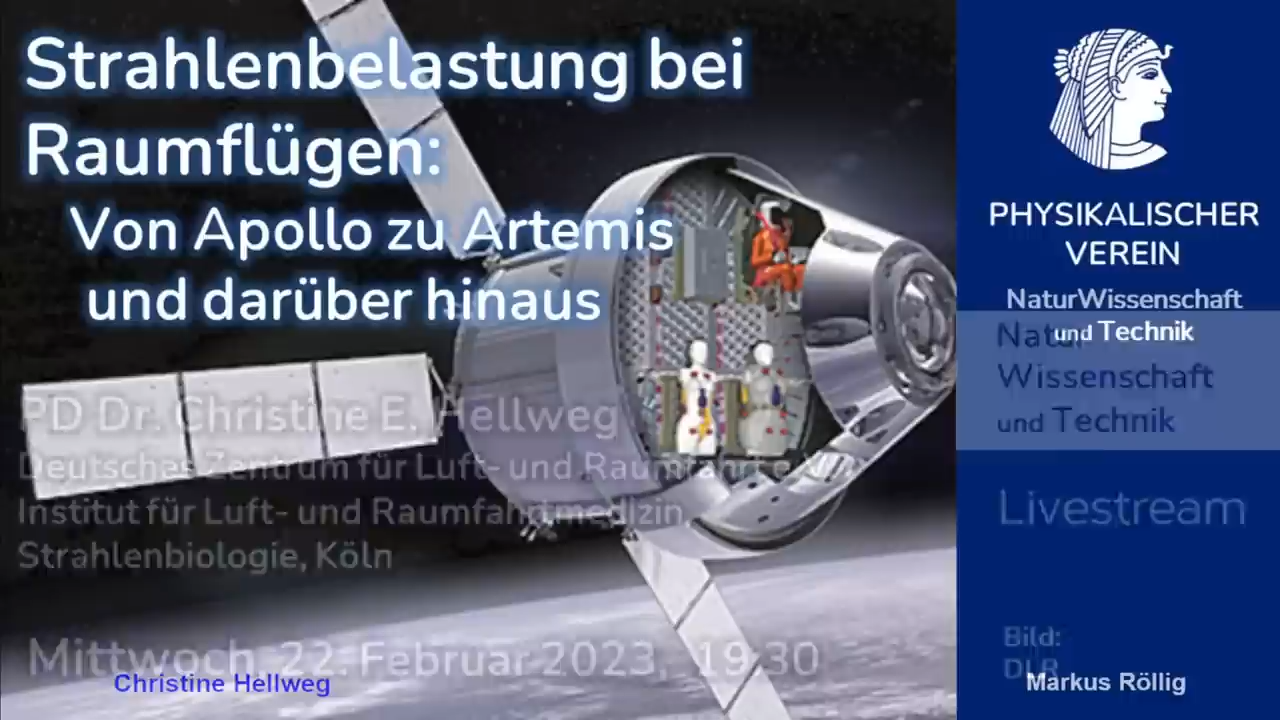 Strahlenbelastung bei
Raumflügen:
Von Apollo zu Artemis
und darüber hinaus
PD Dr. Christine E. Hellweg
Deutsches Zentrum für Luft- und Raumfahrt e.V.
Institut für Luft- und Raumfahrtmedizin
Strahlenbiologie, Köln
Mittwoch, 22. Februar 2023, 19:30
Christine Hellweg
PHYSIKALISCHER
VEREIN
NaturWissenschaft
und Technik
Natur
Wissenschaft
und Technik
Livestream
Bild:
DLR
Markus Röllig